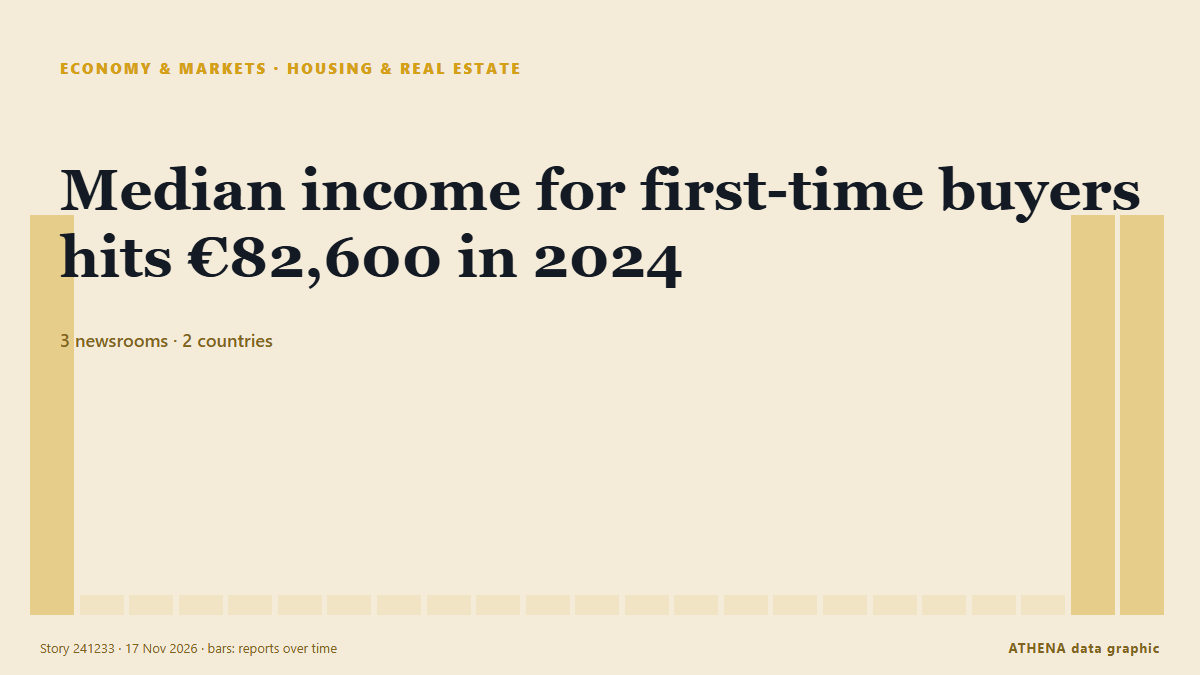 ECONOMY & MARKETS · HOUSING & REAL ESTATE
Median income for first-time buyers
hits €82,600 in 2024
3 newsrooms · 2 countries
Story 241233 · 17 Nov 2026 · bars: reports over time
ATHENA data graphic